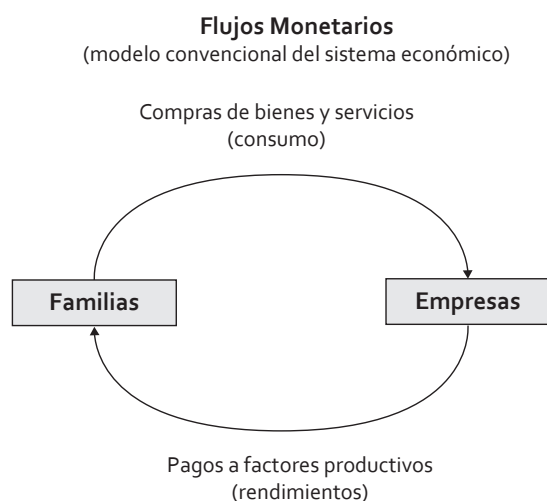 Flujos Monetarios
(modelo convencional del sistema económico)
Compras de bienes y servicios
(consumo)
Familias
Empresas
Pagos a factores productivos
(rendimientos)